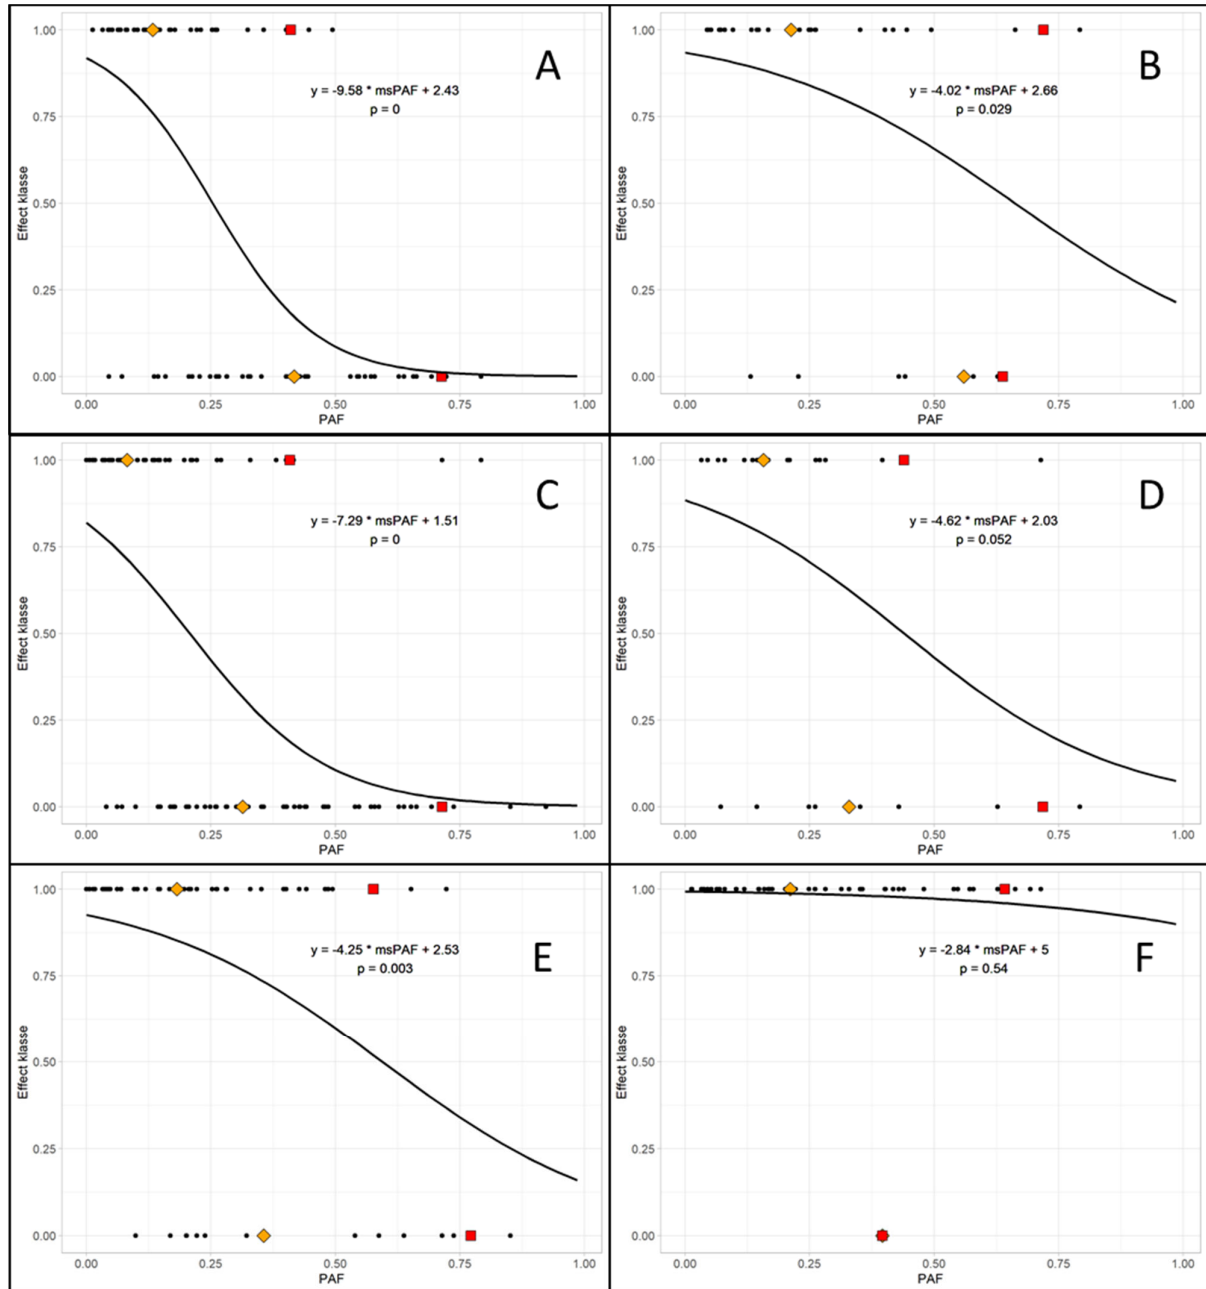 A
y = -9.58 * msPAF + 2.43
p = 0
Effect klasse
1.00
0.75
0.50
0.25
0.00
0.00 0.25 0.50 0.75 1.00
PAF
B
y = -4.02 * msPAF + 2.66
p = 0.029
Effect klasse
1.00
0.75
0.50
0.25
0.00
0.00 0.25 0.50 0.75 1.00
PAF
C
y = -7.29 * msPAF + 1.51
p = 0
Effect klasse
1.00
0.75
0.50
0.25
0.00
0.00 0.25 0.50 0.75 1.00
PAF
D
y = -4.62 * msPAF + 2.03
p = 0.052
Effect klasse
1.00
0.75
0.50
0.25
0.00
0.00 0.25 0.50 0.75 1.00
PAF
E
y = -4.25 * msPAF + 2.53
p = 0.003
Effect klasse
1.00
0.75
0.50
0.25
0.00
0.00 0.25 0.50 0.75 1.00
PAF
F
y = -2.84 * msPAF + 5
p = 0.54
Effect klasse
1.00
0.75
0.50
0.25
0.00
0.00 0.25 0.50 0.75 1.00
PAF